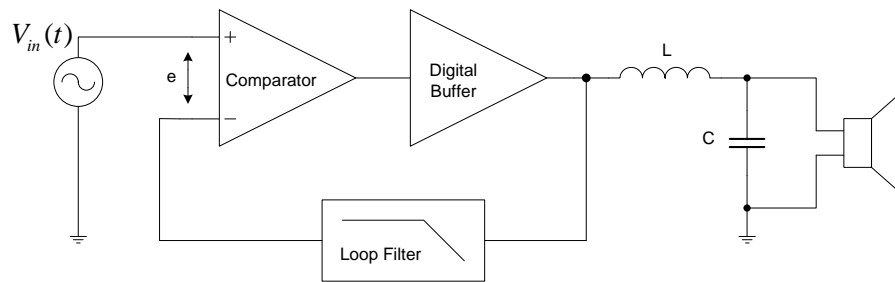 V_in(t)
+
e
−
Comparator
Digital
Buffer
L
C
Loop Filter